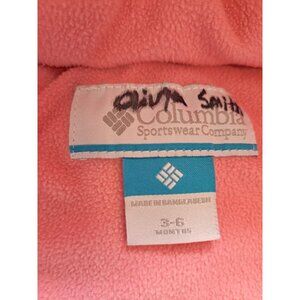 Olivia Smith
Columbia
Sportswear Company
MADE IN BANGLADESH
3-6
MONTHS